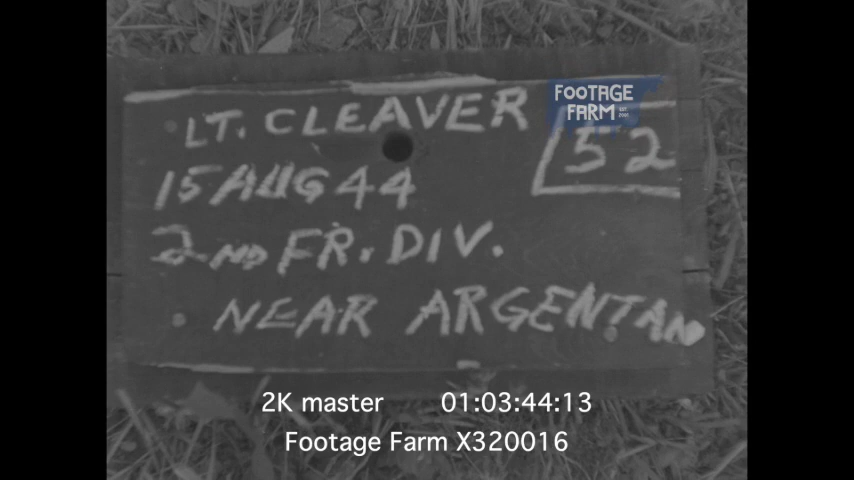 LT. CLEAVER
FOOTAGE
FARM
52
15 AUG 44
2ND FR. DIV.
NEAR ARGENTAN
2K master 01:03:44:13
Footage Farm X320016